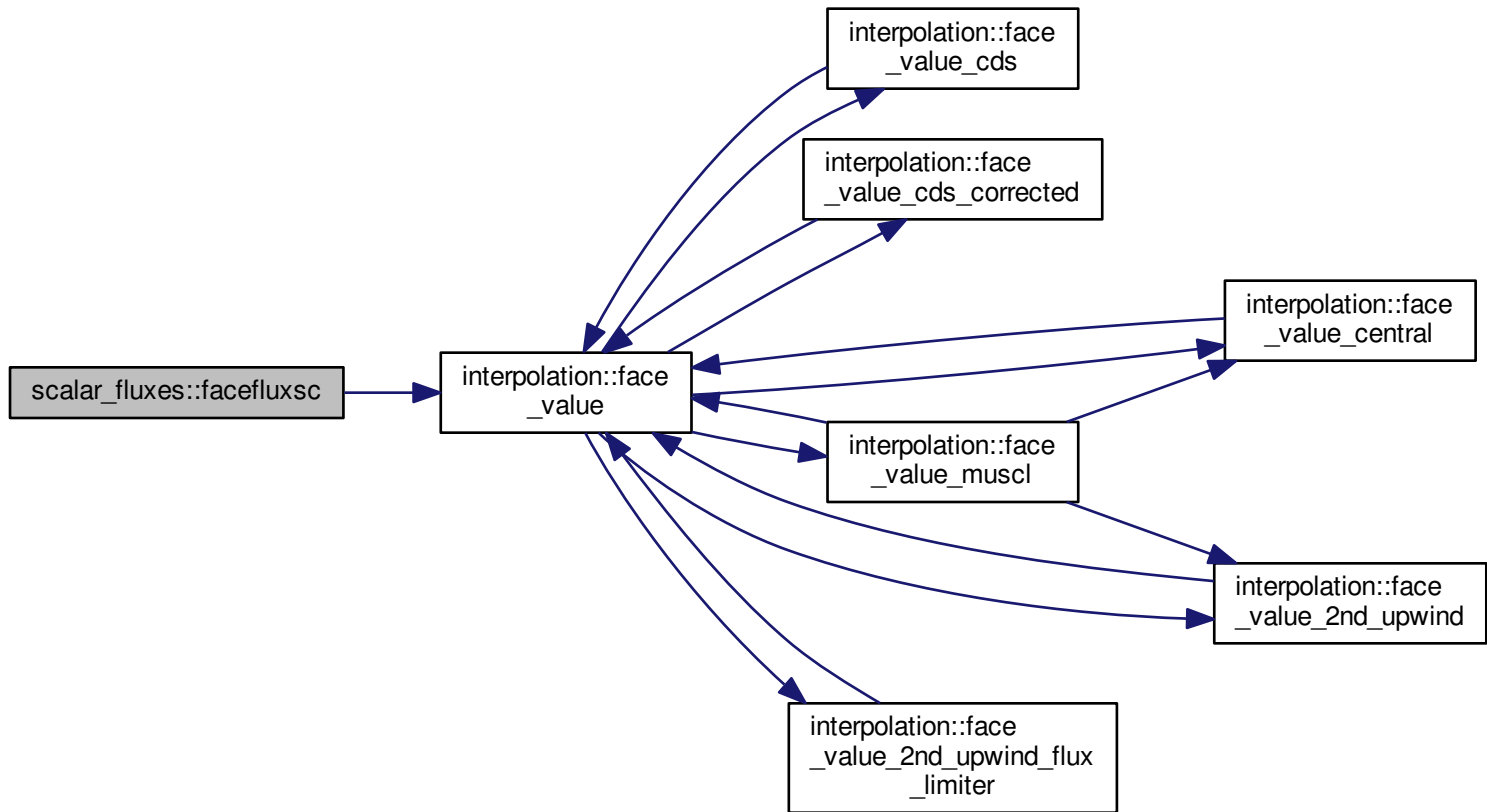 interpolation::face
_value_cds
interpolation::face
_value_cds_corrected
interpolation::face
_value_central
scalar_fluxes::facefluxsc
interpolation::face
_value
interpolation::face
_value_muscl
interpolation::face
_value_2nd_upwind
interpolation::face
_value_2nd_upwind_flux
_limiter